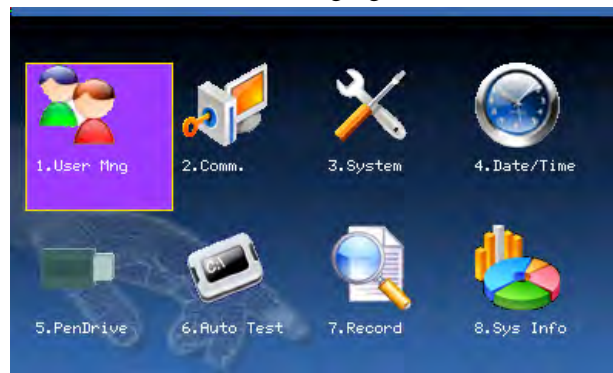 1.User Mng
2.Comm.
3.System
4.Date/Time
C:\
5.PenDrive
6.Auto Test
7.Record
8.Sys Info